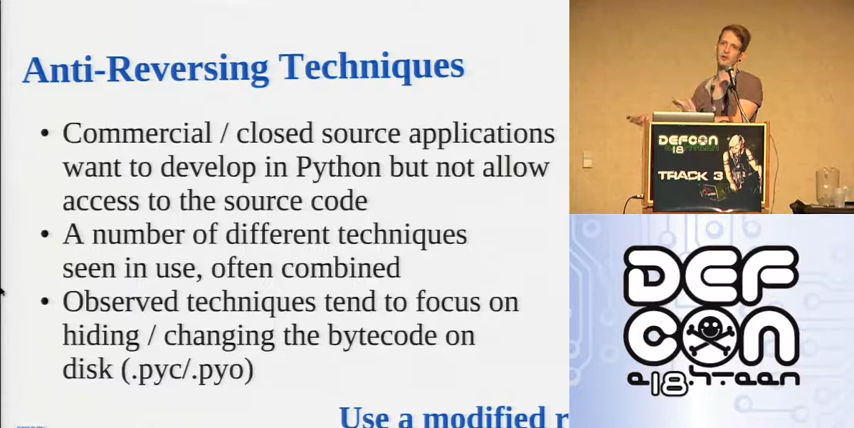 Anti-Reversing Techniques
• Commercial / closed source applications
want to develop in Python but not allow
access to the source code
• A number of different techniques
seen in use, often combined
• Observed techniques tend to focus on
hiding / changing the bytecode on
disk (.pyc/.pyo)
Use a modified r
DEFCON
18
TRACK 3
DEF
CON
e18hteen